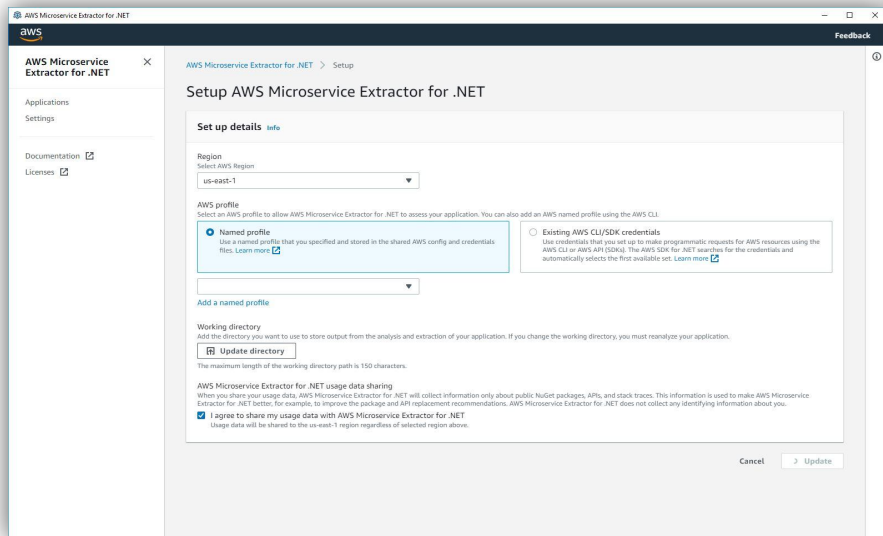 AWS Microservice Extractor for .NET
aws
Feedback
AWS Microservice
Extractor for .NET
Applications
Settings
Documentation
Licenses
AWS Microservice Extractor for .NET > Setup
Setup AWS Microservice Extractor for .NET
Set up details Info
Region
Select AWS Region
us-east-1
AWS profile
Select an AWS profile to allow AWS Microservice Extractor for .NET to assess your application. You can also add an AWS named profile using the AWS CLI.
Named profile
Use a named profile that you specified and stored in the shared AWS config and credentials
files. Learn more
Existing AWS CLI/SDK credentials
Use credentials that you set up to make programmatic requests for AWS resources using the
AWS CLI or AWS API (SDKs). The AWS SDK for .NET searches for the credentials and
automatically selects the first available set. Learn more
Add a named profile
Working directory
Add the directory you want to use to store output from the analysis and extraction of your application. If you change the working directory, you must reanalyze your application.
Update directory
The maximum length of the working directory path is 150 characters.
AWS Microservice Extractor for .NET usage data sharing
When you share your usage data, AWS Microservice Extractor for .NET will collect information only about public NuGet packages, APIs, and stack traces. This information is used to make AWS Microservice
Extractor for .NET better, for example, to improve the package and API replacement recommendations. AWS Microservice Extractor for .NET does not collect any identifying information about you.
I agree to share my usage data with AWS Microservice Extractor for .NET
Usage data will be shared to the us-east-1 region regardless of selected region above.
Cancel
Update